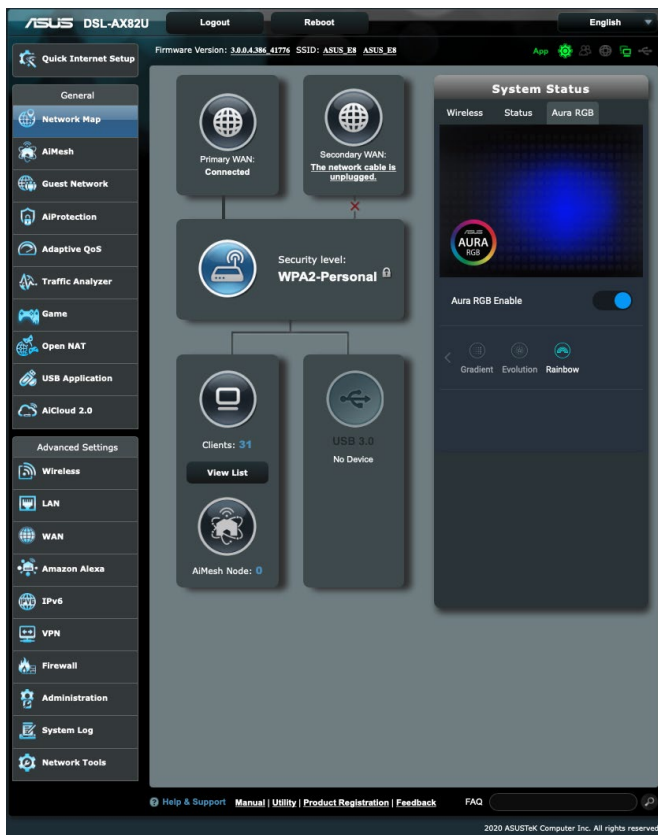 ASUS DSL-AX82U Logout Reboot English
Quick Internet Setup
Firmware Version: 3.0.0.4.386_41776 SSID: ASUS_E8 ASUS_E8
App
General
Network Map
AiMesh
Guest Network
AiProtection
Adaptive QoS
Traffic Analyzer
Game
Open NAT
USB Application
AiCloud 2.0
Advanced Settings
Wireless
LAN
WAN
Amazon Alexa
IPv6
VPN
Firewall
Administration
System Log
Network Tools
Primary WAN:
Connected
Secondary WAN:
The network cable is
unplugged.
Security level:
WPA2-Personal
Clients: 31
View List
AiMesh Node: 0
USB 3.0
No Device
System Status
Wireless Status Aura RGB
ASUS
AURA
RGB
Aura RGB Enable
Gradient Evolution Rainbow
Help & Support Manual | Utility | Product Registration | Feedback FAQ
2020 ASUSTeK Computer Inc. All rights reserved